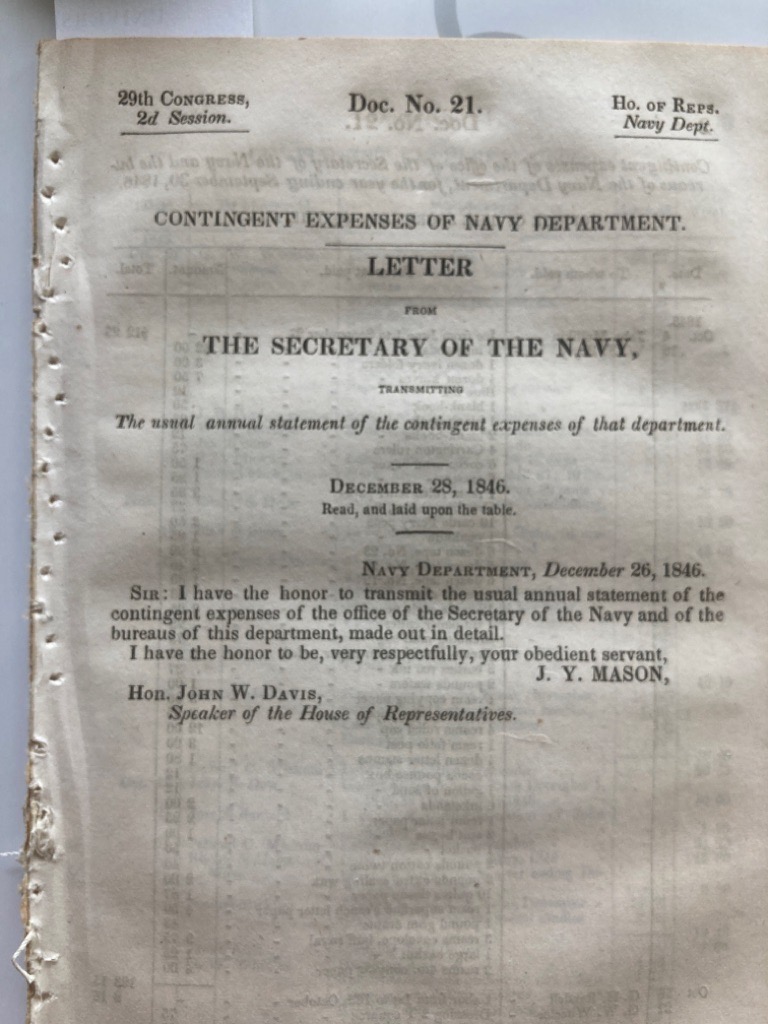 29th Congress, Doc. No. 21. Ho. of Reps.
2d Session. Navy Dept.
CONTINGENT EXPENSES OF NAVY DEPARTMENT.
LETTER
FROM
THE SECRETARY OF THE NAVY,
TRANSMITTING
The usual annual statement of the contingent expenses of that department.
December 28, 1846.
Read, and laid upon the table.
Navy Department, December 26, 1846.
Sir: I have the honor to transmit the usual annual statement of the
contingent expenses of the office of the Secretary of the Navy and of the
bureaus of this department, made out in detail.
I have the honor to be, very respectfully, your obedient servant,
J. Y. MASON,
Hon. John W. Davis,
Speaker of the House of Representatives.